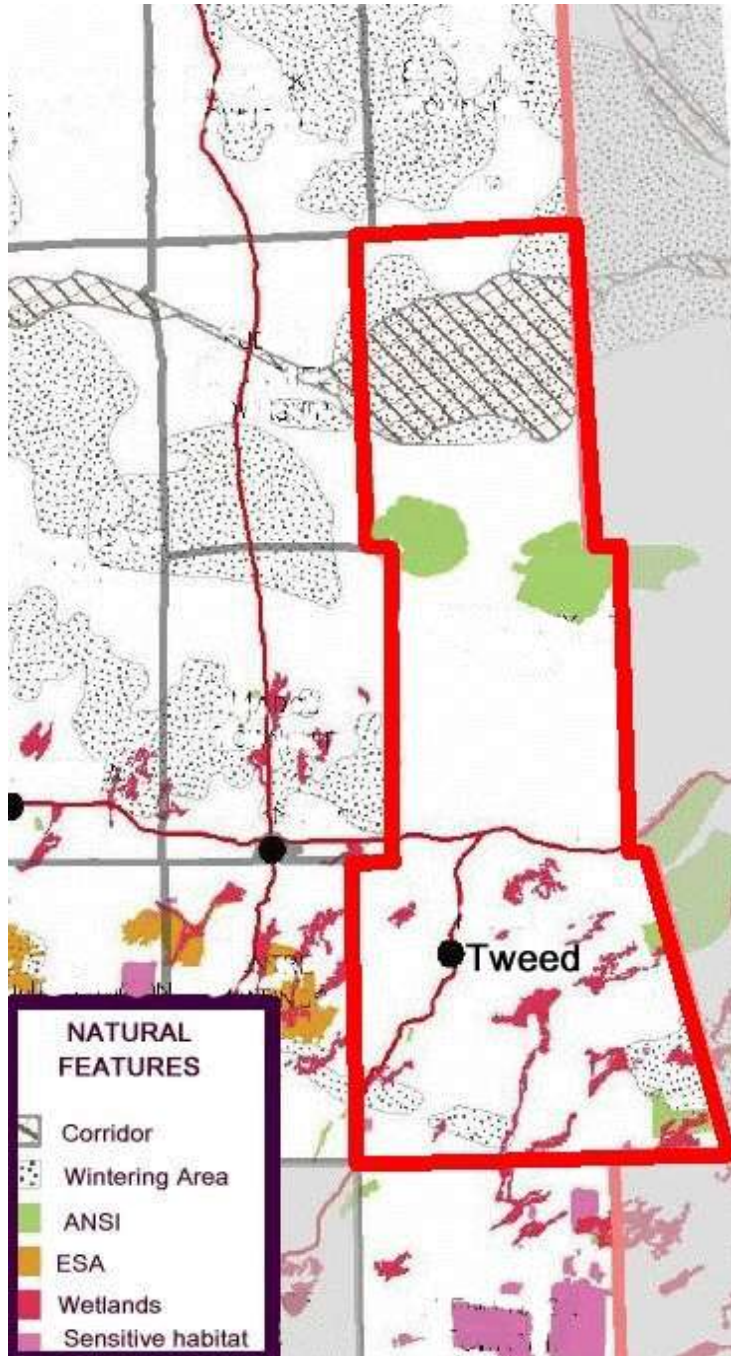 Tweed
NATURAL
FEATURES
Corridor
Wintering Area
ANSI
ESA
Wetlands
Sensitive habitat